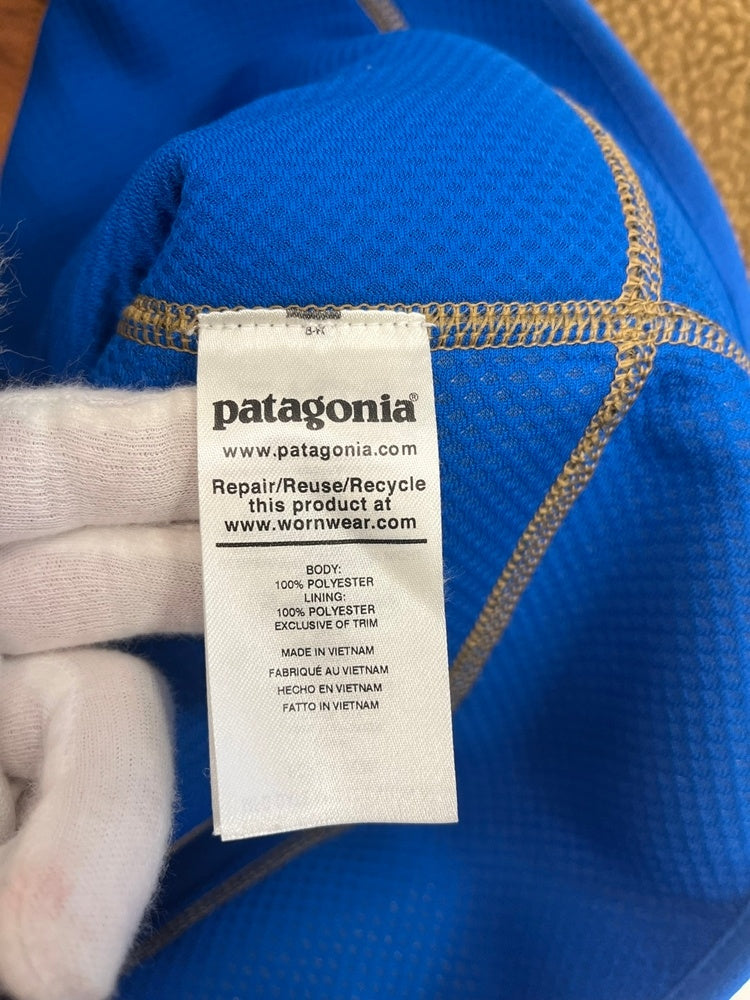 patagonia®
www.patagonia.com
Repair/Reuse/Recycle
this product at
www.wornwear.com
BODY:
100% POLYESTER
LINING:
100% POLYESTER
EXCLUSIVE OF TRIM
MADE IN VIETNAM
FABRIQUÉ AU VIETNAM
HECHO EN VIETNAM
FATTO IN VIETNAM